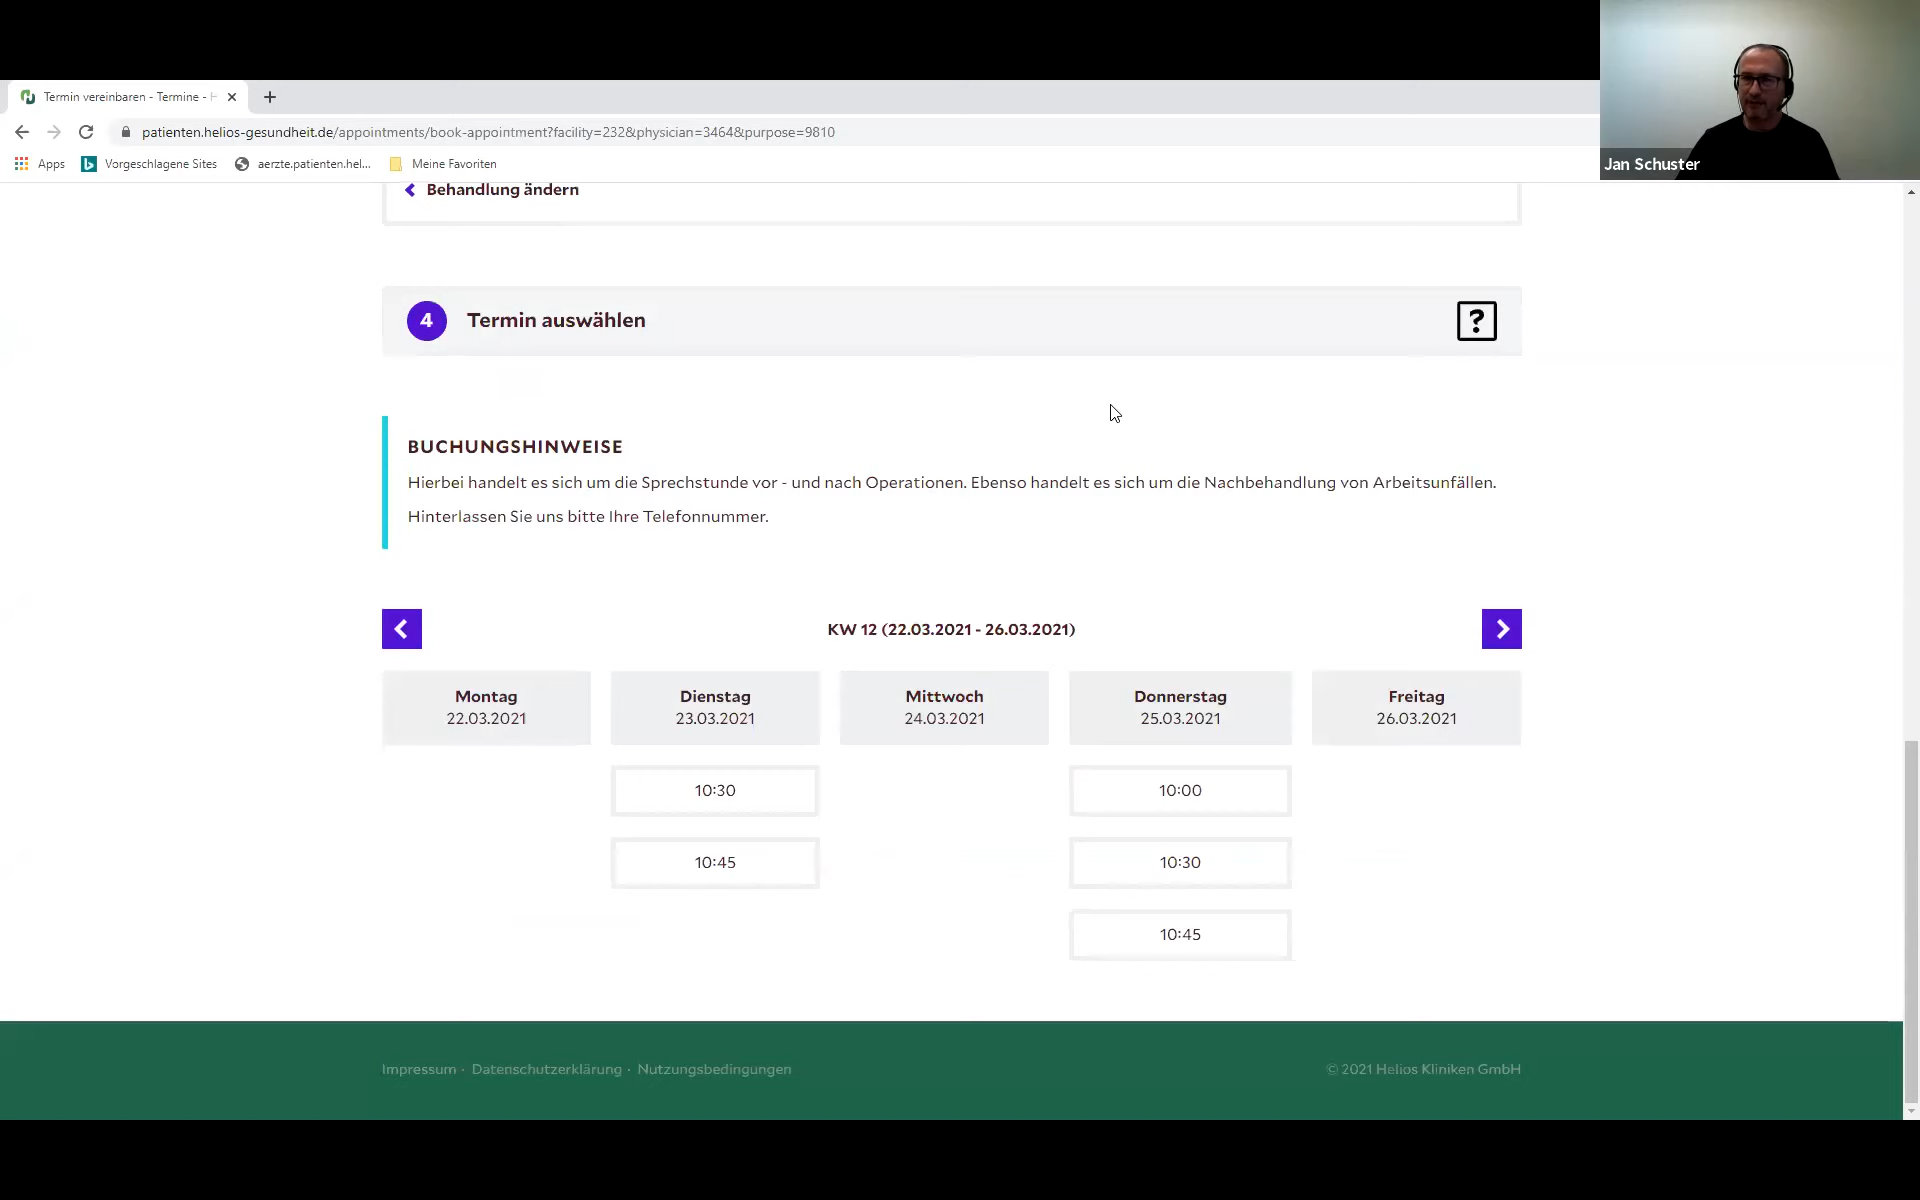 Termin vereinbaren - Termine - H
patienten.helios-gesundheit.de/appointments/book-appointment?facility=232&physician=3464&purpose=9810
Apps
Vorgeschlagene Sites
aerzte.patienten.hel...
Meine Favoriten
Jan Schuster
Behandlung ändern
4 Termin auswählen
?
BUCHUNGSHINWEISE
Hierbei handelt es sich um die Sprechstunde vor - und nach Operationen. Ebenso handelt es sich um die Nachbehandlung von Arbeitsunfällen.
Hinterlassen Sie uns bitte Ihre Telefonnummer.
KW 12 (22.03.2021 - 26.03.2021)
Montag
22.03.2021
Dienstag
23.03.2021
10:30
10:45
Mittwoch
24.03.2021
Donnerstag
25.03.2021
10:00
10:30
10:45
Freitag
26.03.2021
Impressum · Datenschutzerklärung · Nutzungsbedingungen
© 2021 Helios Kliniken GmbH